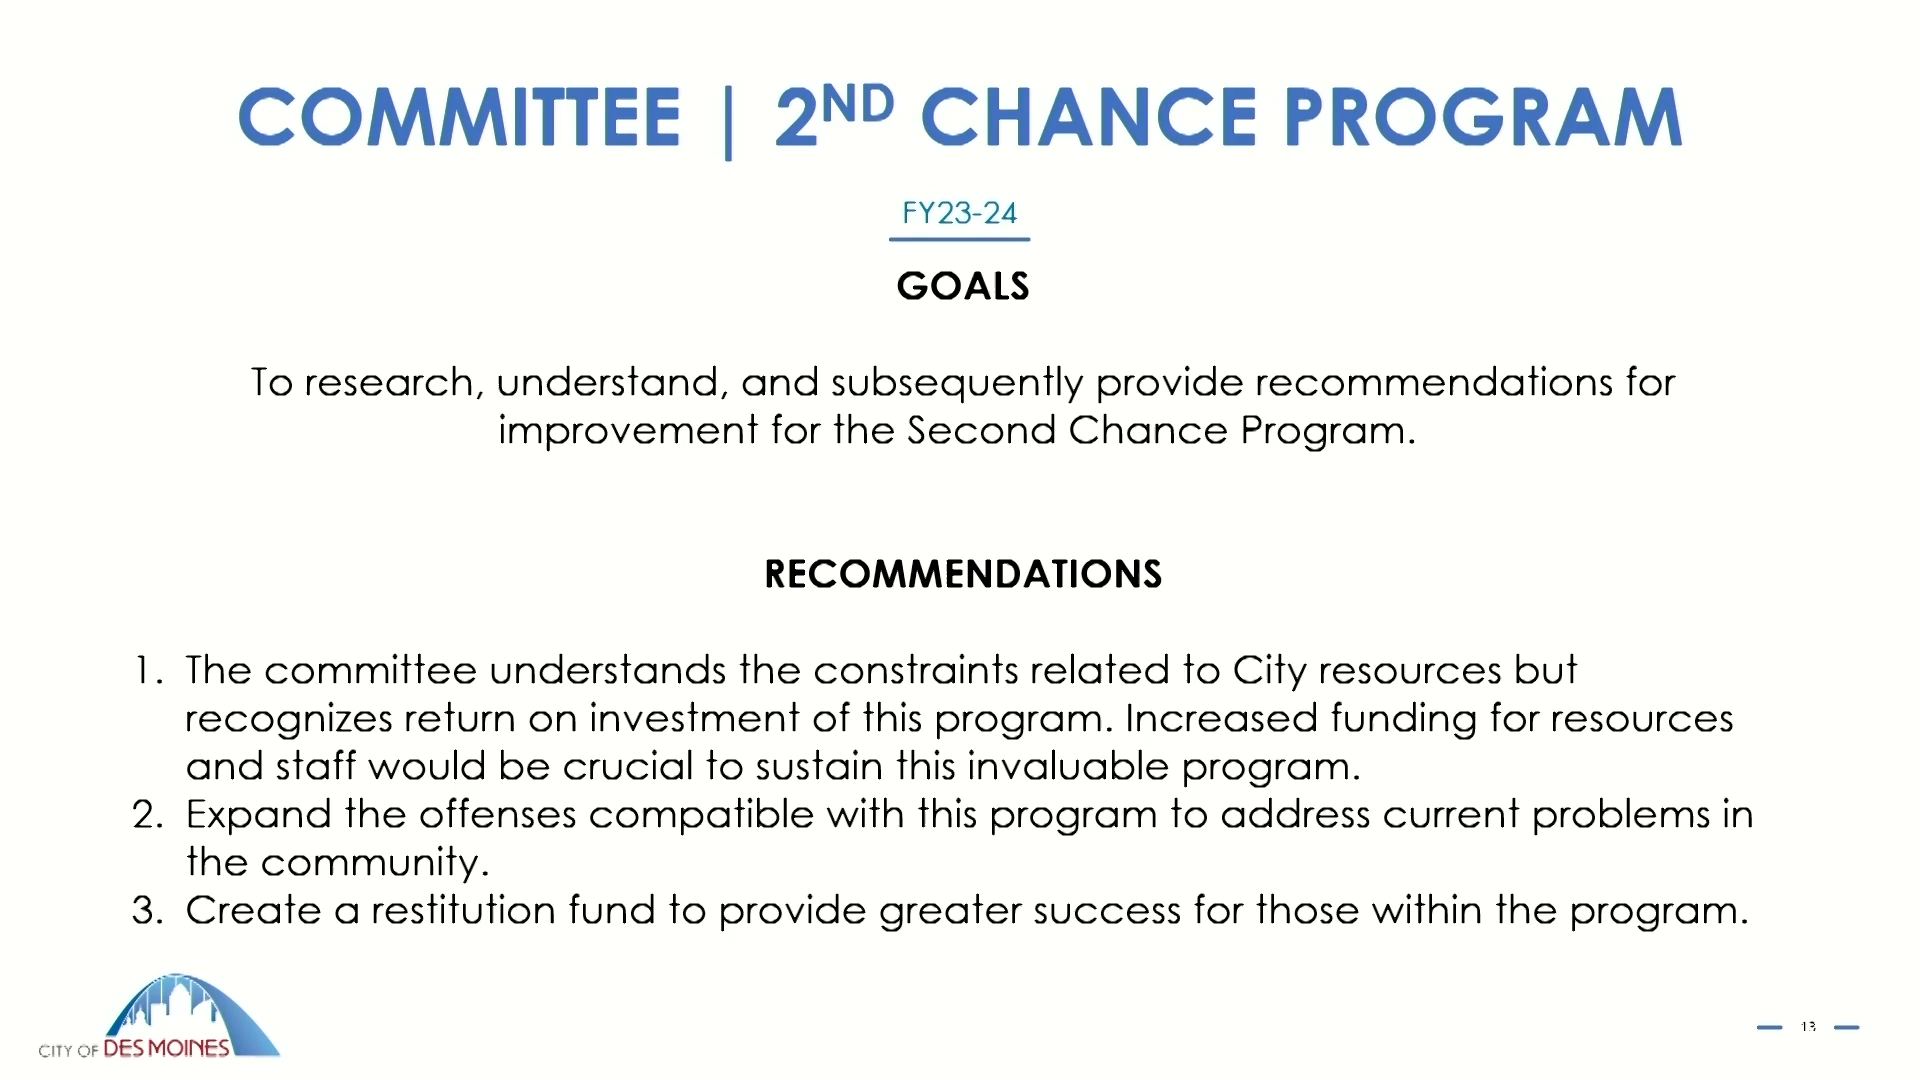 COMMITTEE | 2ND CHANCE PROGRAM
FY23-24
GOALS
To research, understand, and subsequently provide recommendations for
improvement for the Second Chance Program.
RECOMMENDATIONS
1. The committee understands the constraints related to City resources but
recognizes return on investment of this program. Increased funding for resources
and staff would be crucial to sustain this invaluable program.
2. Expand the offenses compatible with this program to address current problems in
the community.
3. Create a restitution fund to provide greater success for those within the program.
CITY OF DES MOINES
13